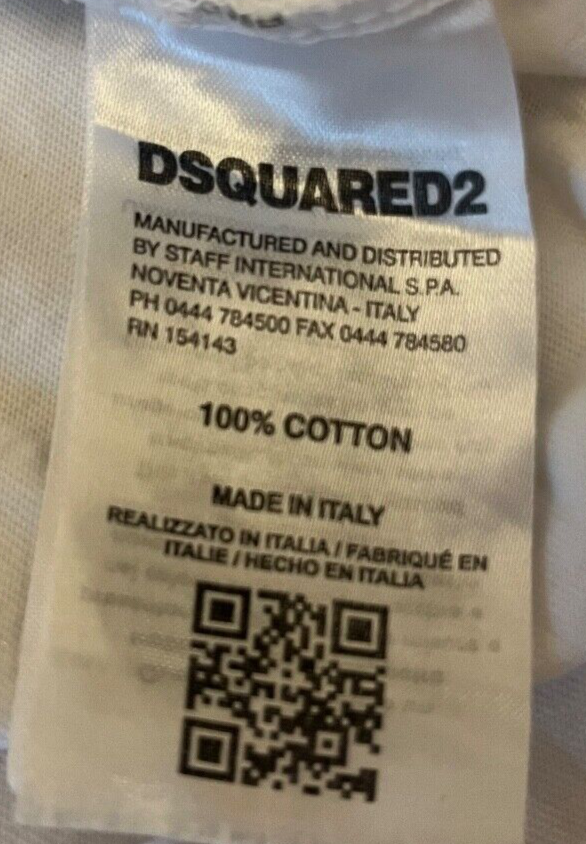 DSQUARED2
MANUFACTURED AND DISTRIBUTED
BY STAFF INTERNATIONAL S.P.A.
NOVENTA VICENTINA - ITALY
PH 0444 784500 FAX 0444 784580
RN 154143
100% COTTON
MADE IN ITALY
REALIZZATO IN ITALIA / FABRIQUÉ EN
ITALIE / HECHO EN ITALIA